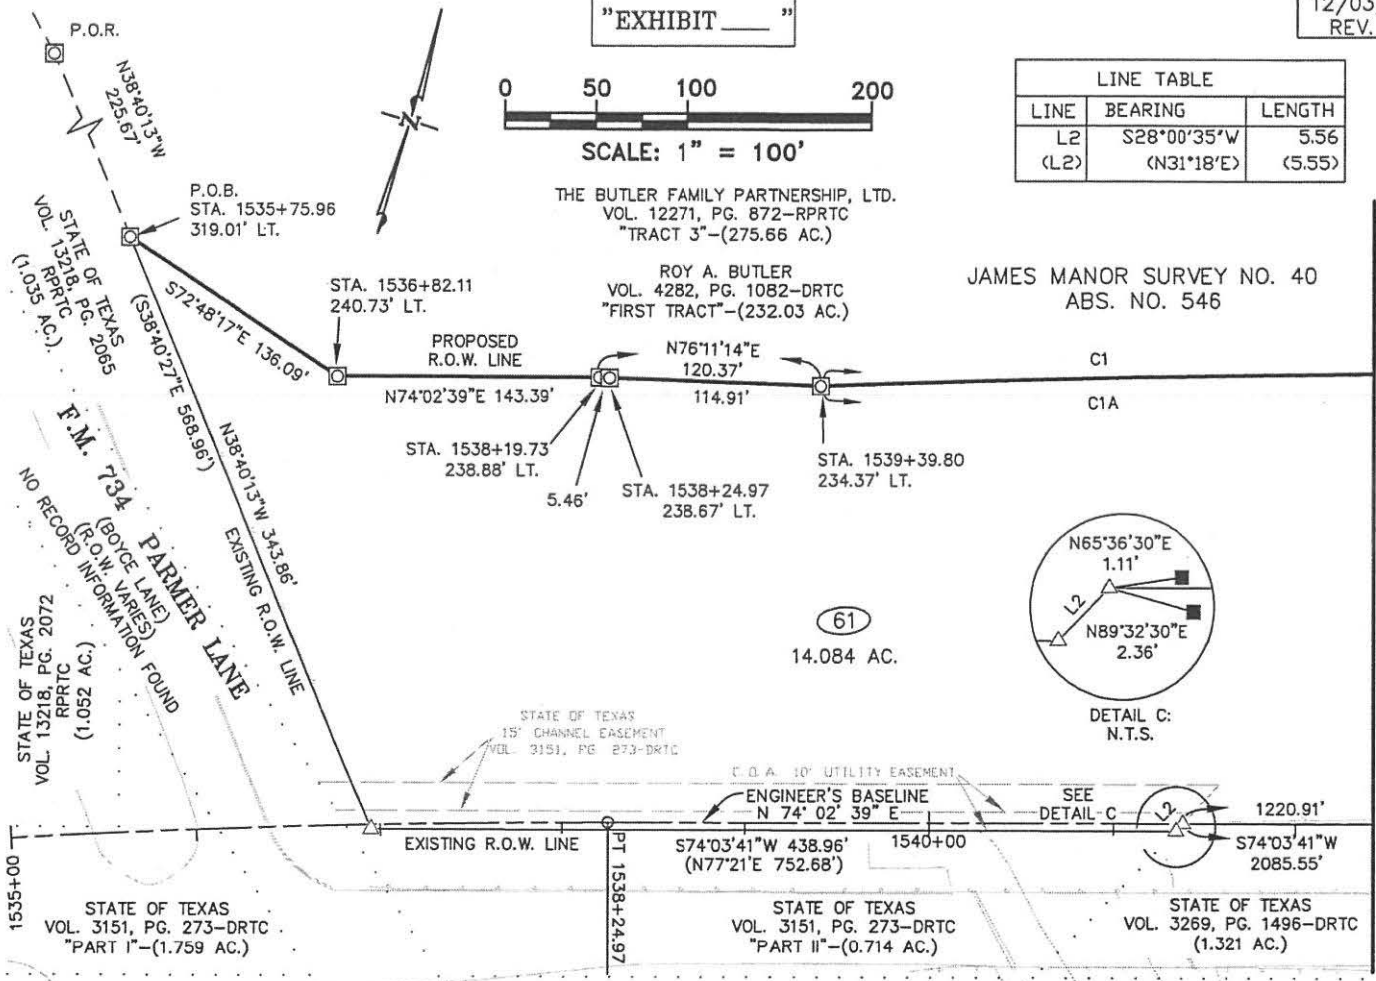 "EXHIBIT ____ "
12/03
REV.
P.O.R.
N38°40'13"W
225.67'
N
0 50 100 200
SCALE: 1" = 100'
LINE TABLE
LINE BEARING LENGTH
L2 S28°00'35"W 5.56
(L2) (N31°18'E) (5.55)
P.O.B.
STA. 1535+75.96
319.01' LT.
THE BUTLER FAMILY PARTNERSHIP, LTD.
VOL. 12271, PG. 872-RPRTC
"TRACT 3"-(275.66 AC.)
ROY A. BUTLER
VOL. 4282, PG. 1082-DRTC
"FIRST TRACT"-(232.03 AC.)
JAMES MANOR SURVEY NO. 40
ABS. NO. 546
STATE OF TEXAS
VOL. 13218, PG. 2065
RPRTC
(1.035 AC.)
S72°48'17"E 136.09'
STA. 1536+82.11
240.73' LT.
PROPOSED
R.O.W. LINE
N74°02'39"E 143.39'
N76°11'14"E
120.37'
114.91'
C1
C1A
(S38°40'27"E 568.96')
N38°40'13"W 343.86'
EXISTING R.O.W. LINE
STA. 1538+19.73
238.88' LT.
5.46'
STA. 1538+24.97
238.67' LT.
STA. 1539+39.80
234.37' LT.
F.M. 734 PARMER LANE
(BOYCE LANE)
(R.O.W. VARIES)
NO RECORD INFORMATION FOUND
STATE OF TEXAS
VOL. 13218, PG. 2072
RPRTC
(1.052 AC.)
61
14.084 AC.
N65°36'30"E
1.11'
L2
N89°32'30"E
2.36'
DETAIL C:
N.T.S.
STATE OF TEXAS
15' CHANNEL EASEMENT
VOL. 3151, PG. 273-DRTC
C.O.A. 10' UTILITY EASEMENT
ENGINEER'S BASELINE
N 74° 02' 39" E
SEE
DETAIL C
L2
1220.91'
EXISTING R.O.W. LINE
S74°03'41"W 438.96'
(N77°21'E 752.68')
1540+00
S74°03'41"W
2085.55'
1535+00
PT 1538+24.97
STATE OF TEXAS
VOL. 3151, PG. 273-DRTC
"PART I"-(1.759 AC.)
STATE OF TEXAS
VOL. 3151, PG. 273-DRTC
"PART II"-(0.714 AC.)
STATE OF TEXAS
VOL. 3269, PG. 1496-DRTC
(1.321 AC.)